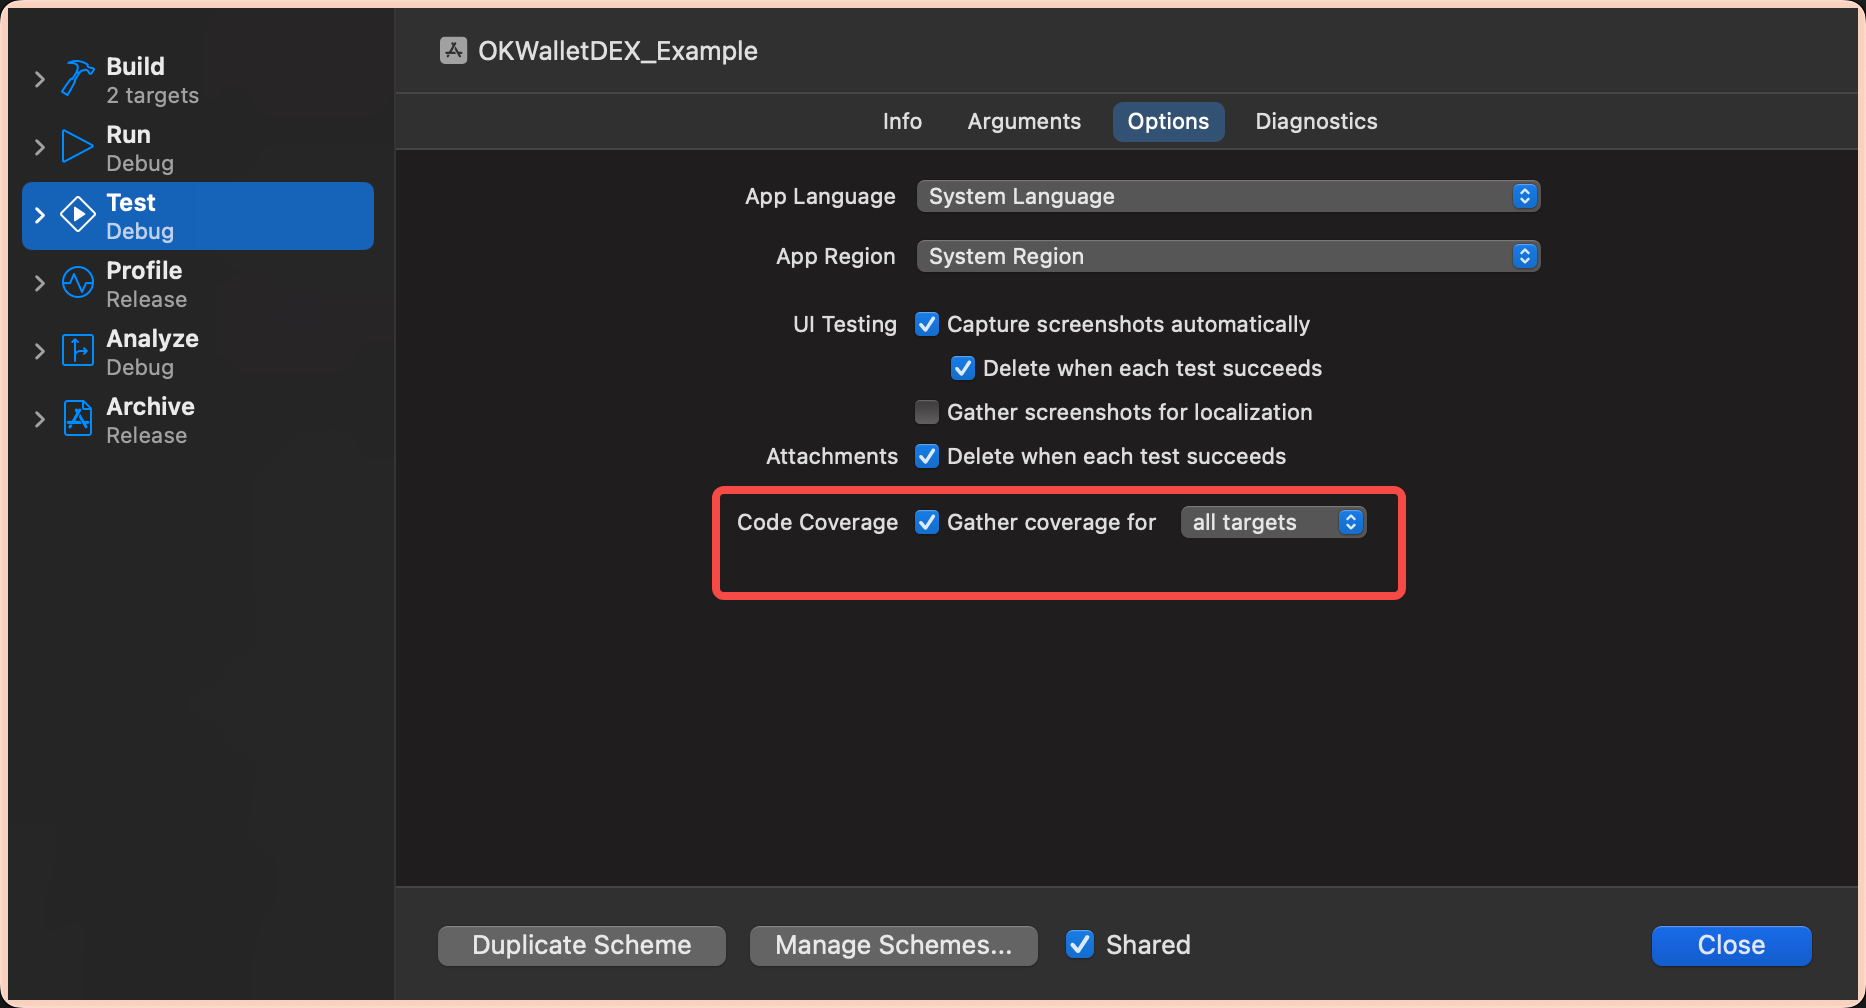 Build
2 targets
Run
Debug
Test
Debug
Profile
Release
Analyze
Debug
Archive
Release
OKWalletDEX_Example
Info Arguments Options Diagnostics
App Language System Language
App Region System Region
UI Testing Capture screenshots automatically
Delete when each test succeeds
Gather screenshots for localization
Attachments Delete when each test succeeds
Code Coverage Gather coverage for all targets
Duplicate Scheme Manage Schemes... Shared Close